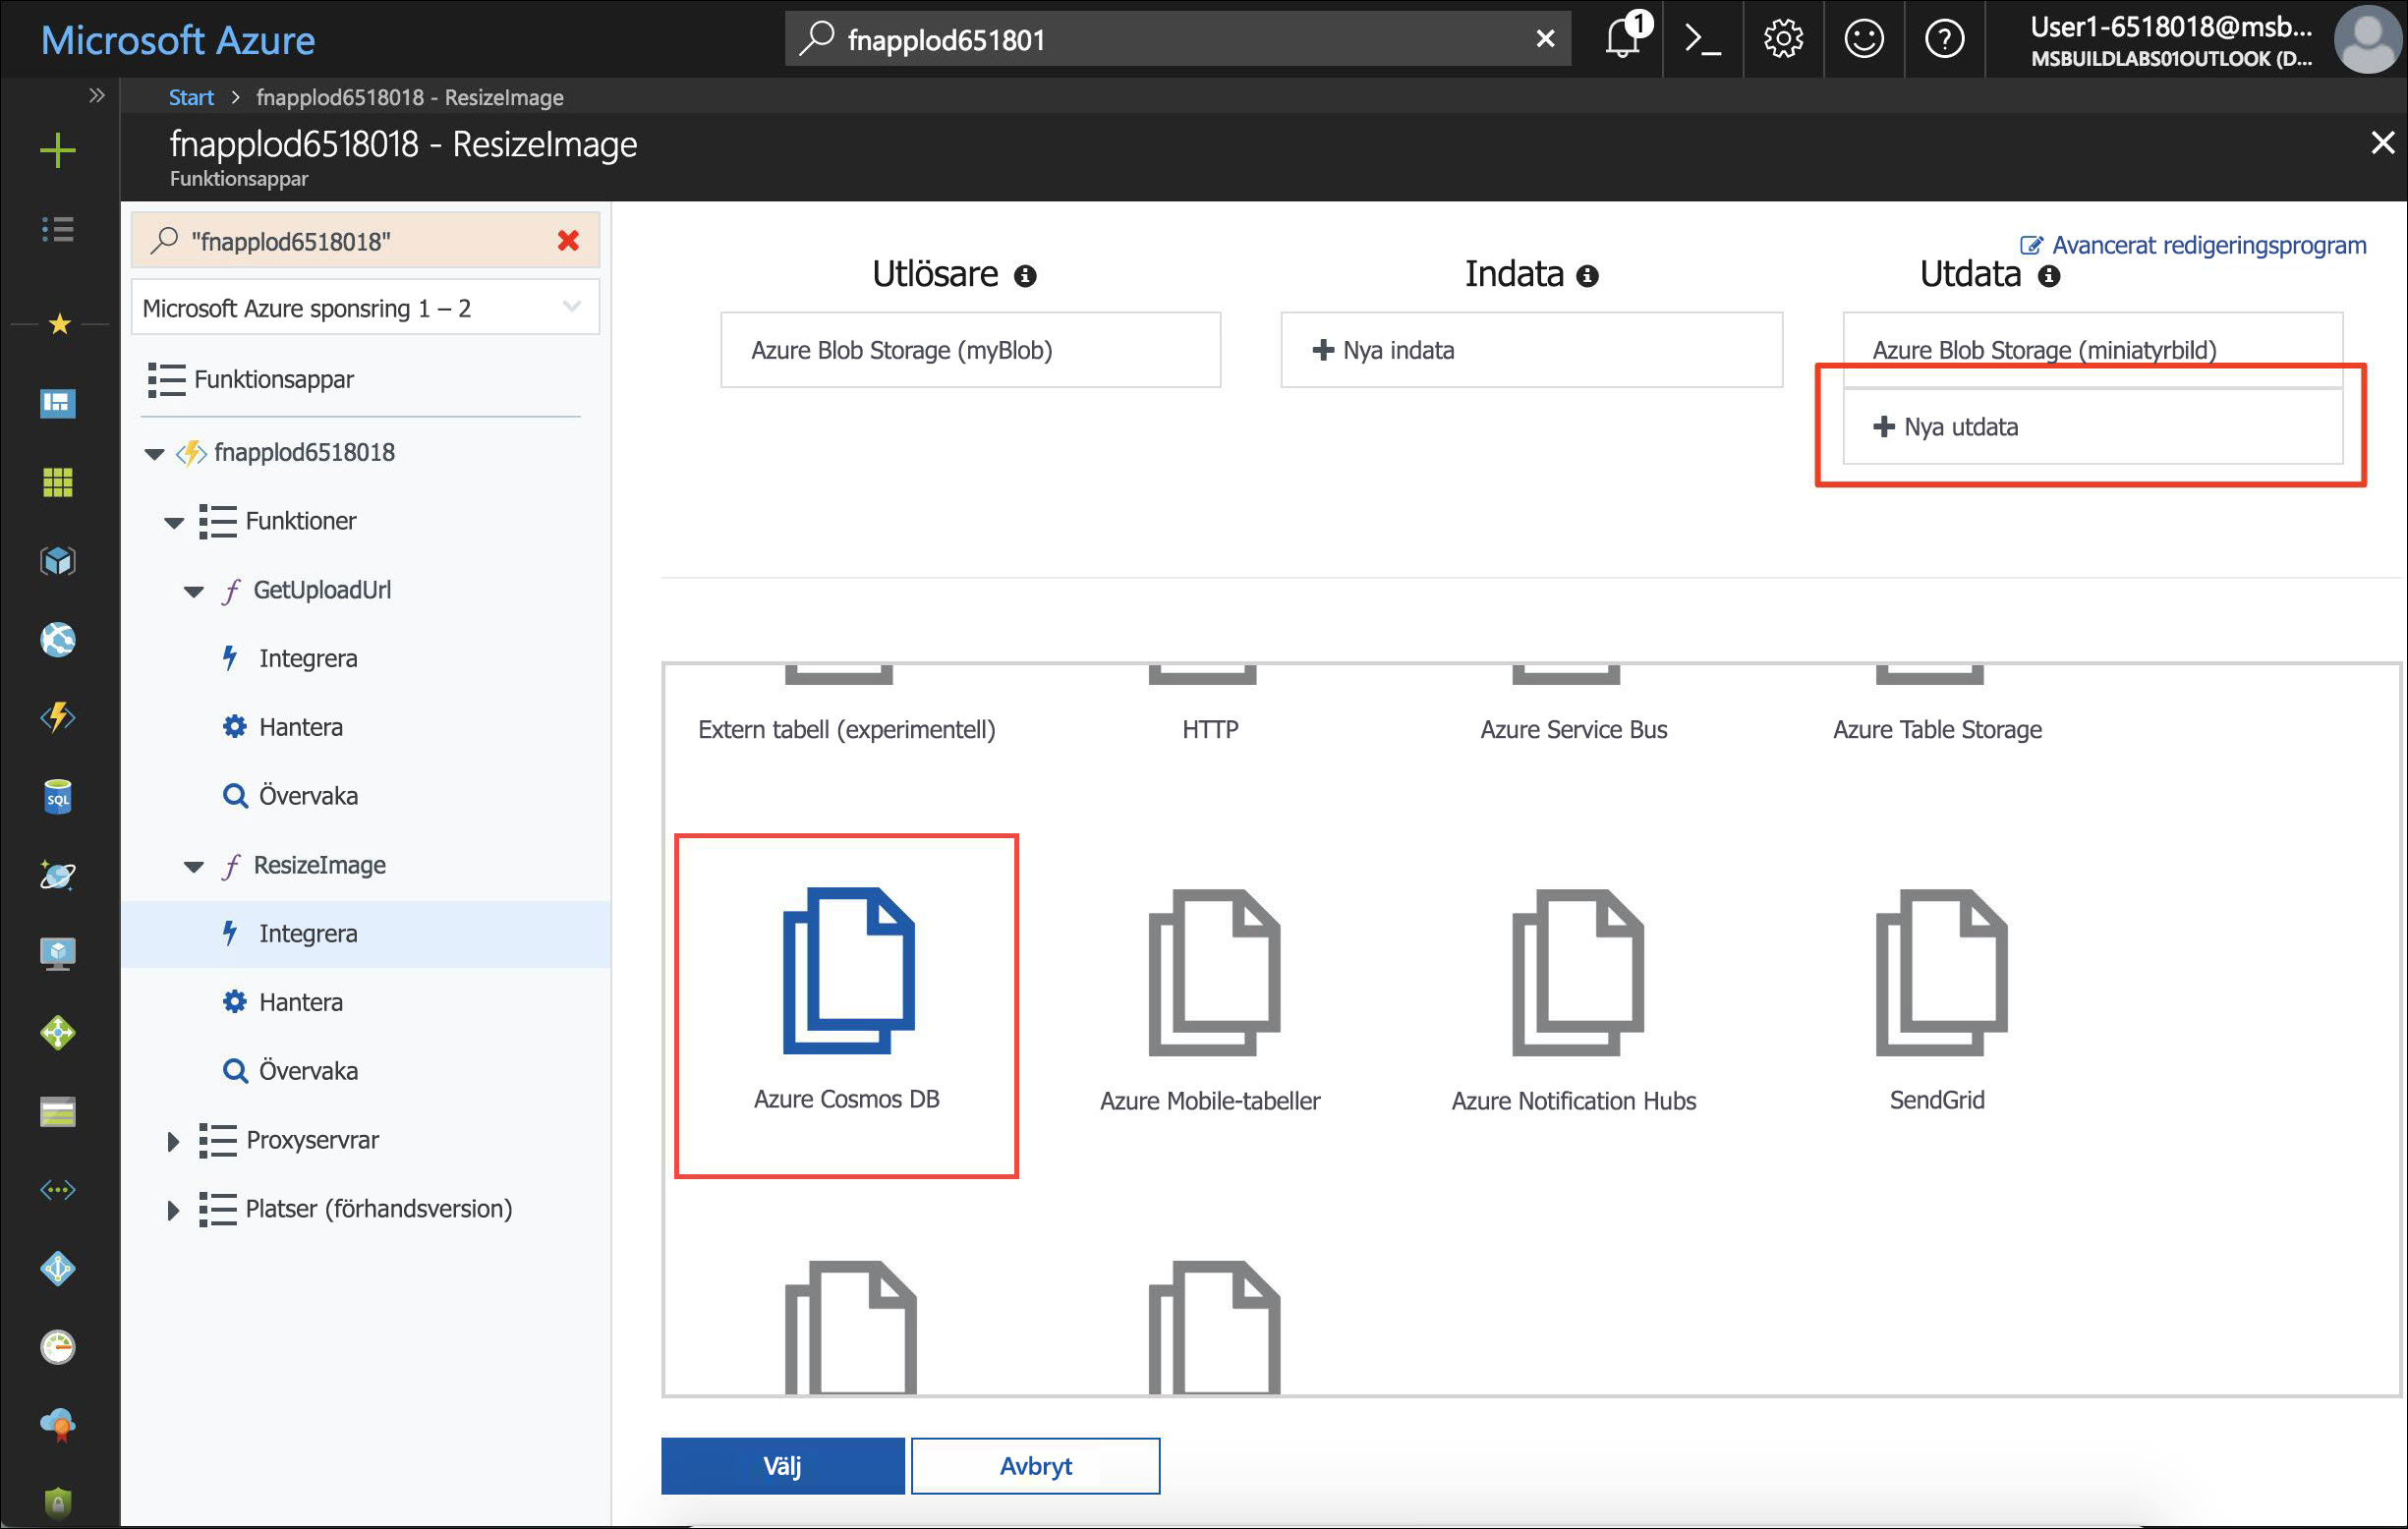 Microsoft Azure
fnapplod651801
1
User1-6518018@msb...
MSBUILDLABS01OUTLOOK (D...
Start > fnapplod6518018 - ResizeImage
fnapplod6518018 - ResizeImage
Funktionsappar
"fnapplod6518018"
Microsoft Azure sponsring 1 – 2
Funktionsappar
fnapplod6518018
Funktioner
GetUploadUrl
Integrera
Hantera
Övervaka
ResizeImage
Integrera
Hantera
Övervaka
Proxyservrar
Platser (förhandsversion)
SQL
Avancerat redigeringsprogram
Utlösare
Indata
Utdata
Azure Blob Storage (myBlob)
Nya indata
Azure Blob Storage (miniatyrbild)
Nya utdata
Extern tabell (experimentell)
HTTP
Azure Service Bus
Azure Table Storage
Azure Cosmos DB
Azure Mobile-tabeller
Azure Notification Hubs
SendGrid
Välj
Avbryt